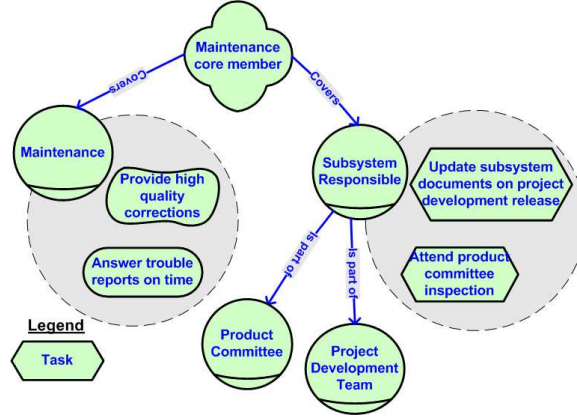 Maintenance
core member
Covers
Covers
Maintenance
Subsystem
Responsible
Provide high
quality
corrections
Update subsystem
documents on project
development release
Answer trouble
reports on time
Attend product
committee
inspection
is part of
is part of
Legend
Task
Product
Committee
Project
Development
Team